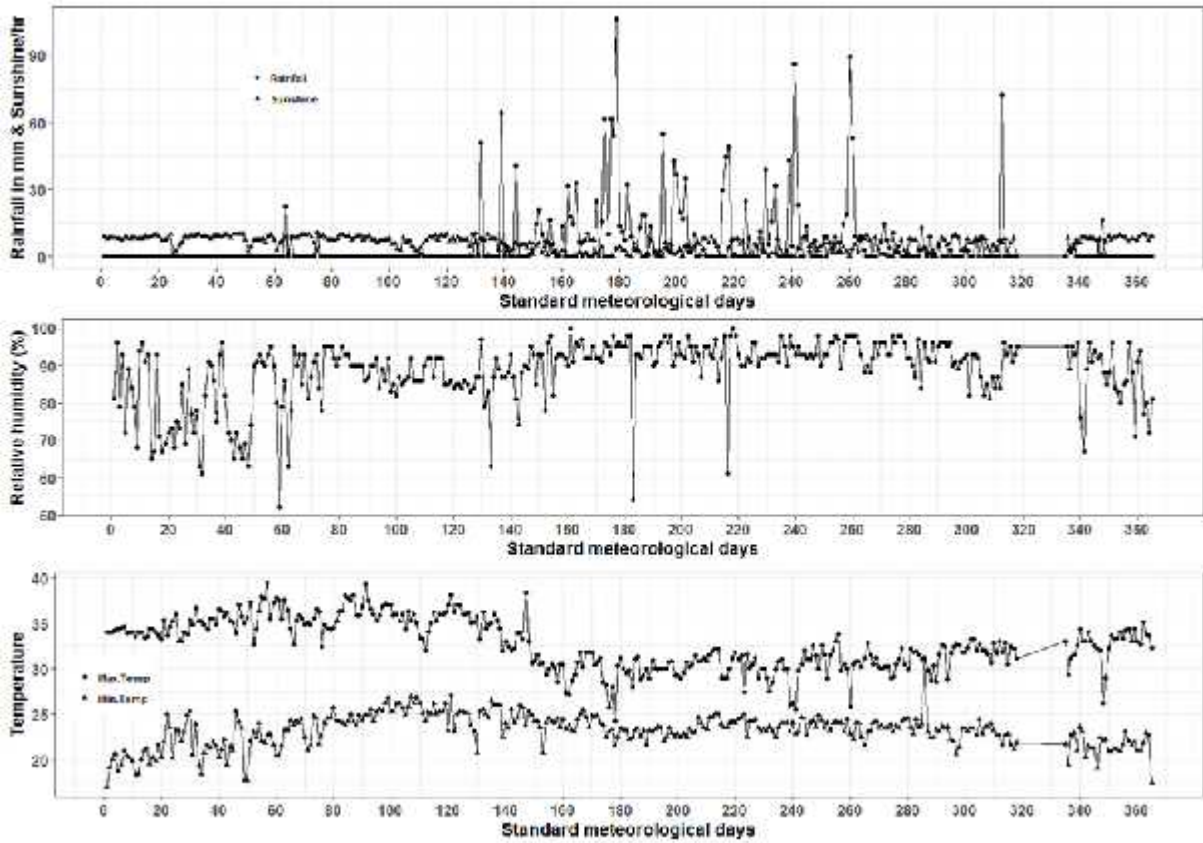 Rainfall in mm & Sunshine/hr
90
60
30
0
Rainfall
Sunshine
0 20 40 60 80 100 120 140 160 180 200 220 240 260 280 300 320 340 360
Standard meteorological days
Relative humidity (%)
100
90
80
70
60
50
0 20 40 60 80 100 120 140 160 180 200 220 240 260 280 300 320 340 360
Standard meteorological days
Temperature
40
35
30
25
20
Max.Temp
Min.Temp
0 20 40 60 80 100 120 140 160 180 200 220 240 260 280 300 320 340 360
Standard meteorological days